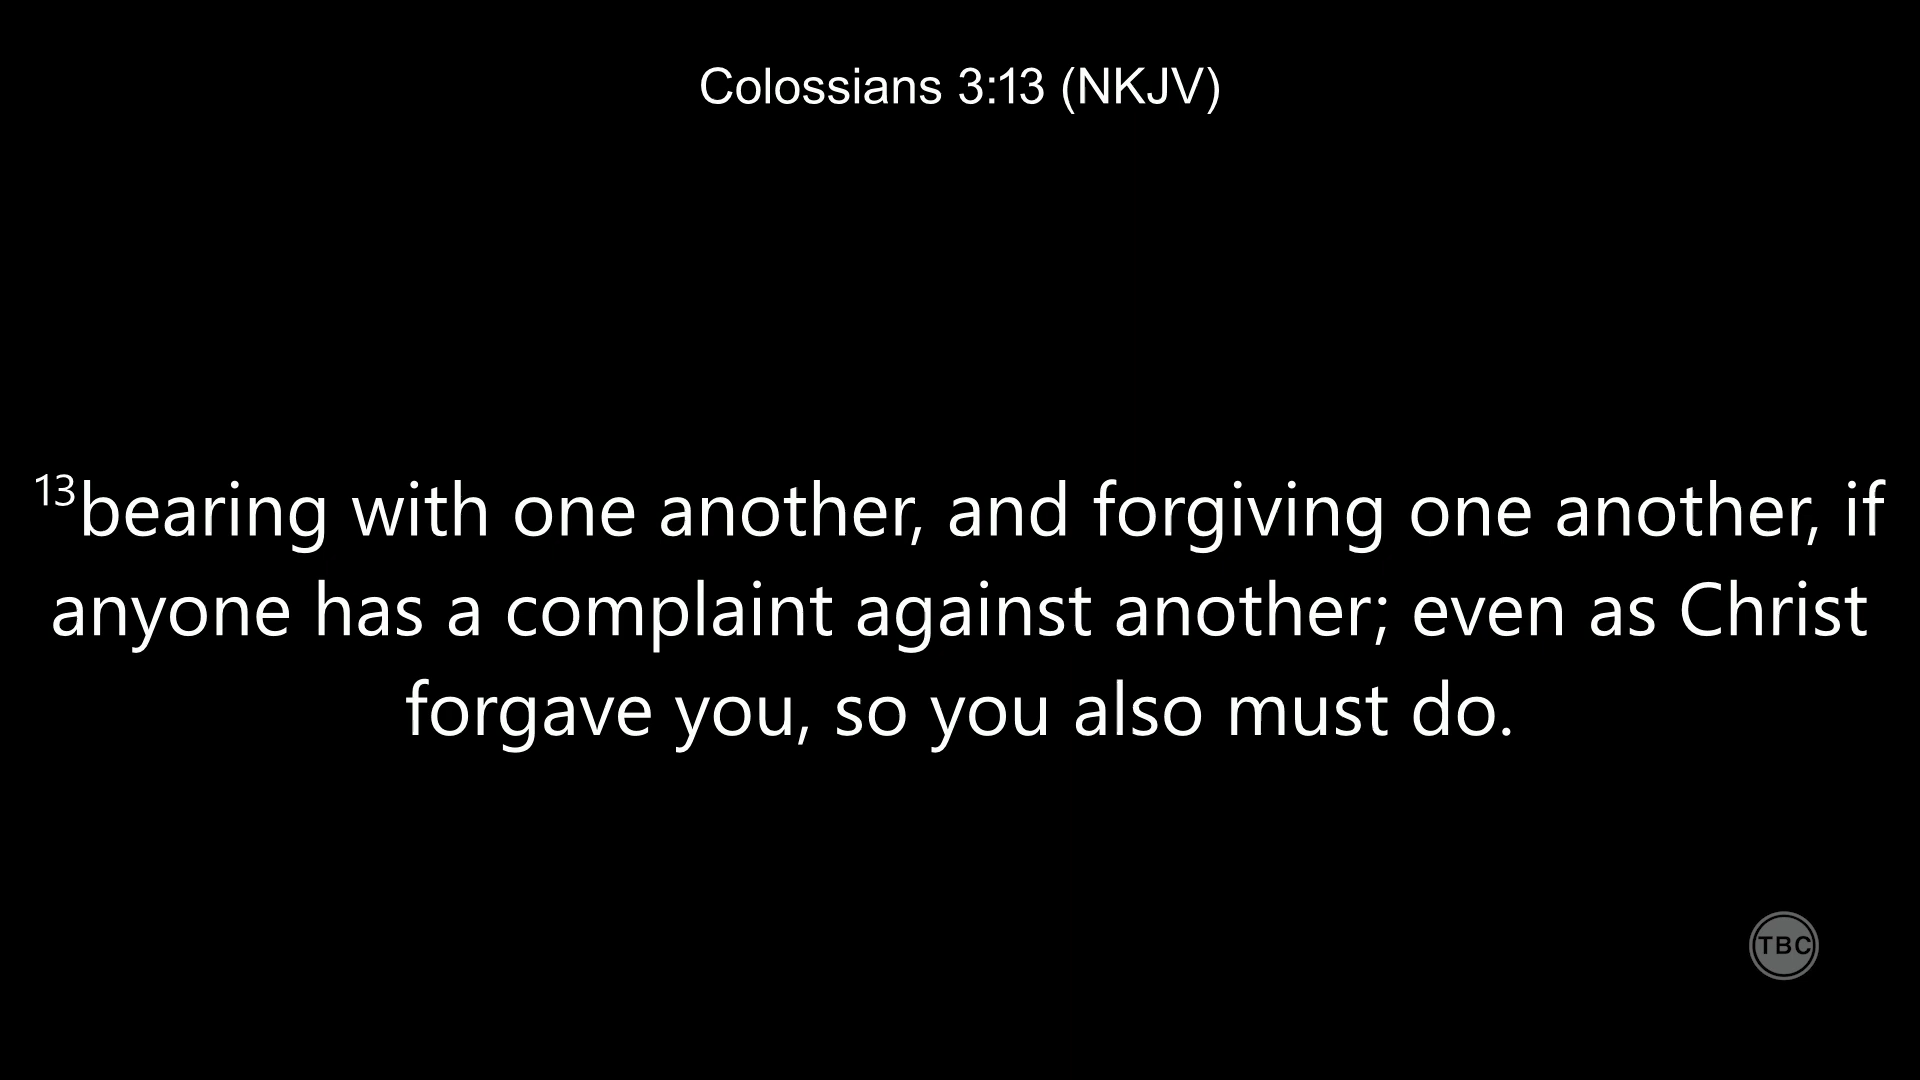 Colossians 3:13 (NKJV)
¹³bearing with one another, and forgiving one another, if
anyone has a complaint against another; even as Christ
forgave you, so you also must do.
TBC